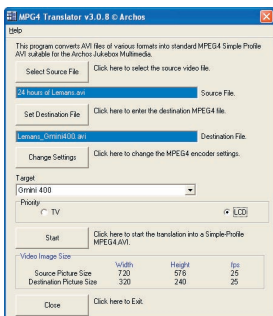 MPG4 Translator v3.0.8 © Archos
Help
This program converts AVI files of various formats into standard MPEG4 Simple Profile
AVI suitable for the Archos Jukebox Multimedia.
Select Source File
Click here to select the source video file.
24 hours of Lemans.avi
Source File.
Set Destination File
Click here to enter the destination MPEG4 file.
Lemans_Gmini400.avi
Destination File.
Change Settings
Click here to change the MPEG4 encoder settings.
Target
Gmini 400
Priority
TV
LCD
Start
Click here to start the translation into a Simple-Profile
MPEG4.AVI.
Video Image Size
Width Height fps
Source Picture Size 720 576 25
Destination Picture Size 320 240 25
Close
Click here to Exit.